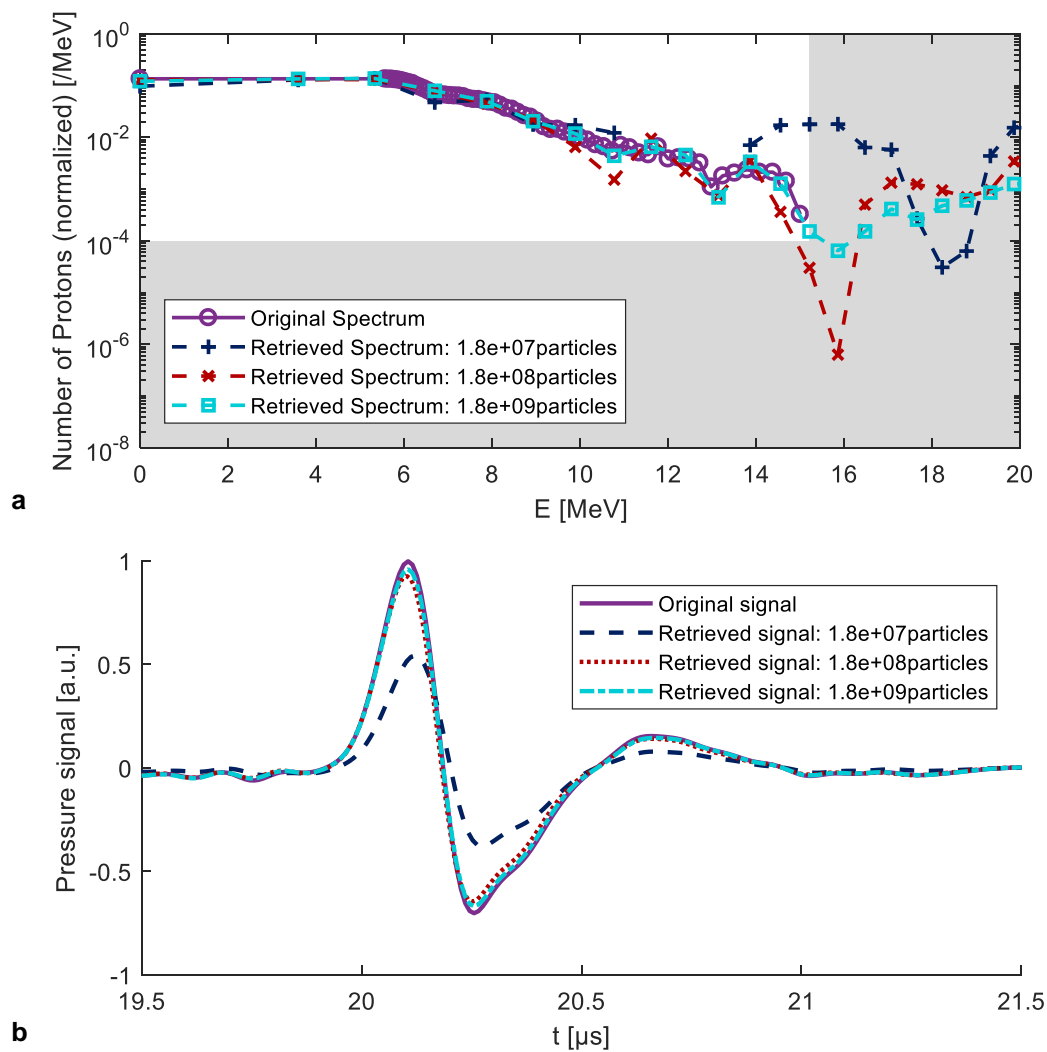 10^0
10^-2
10^-4
10^-6
10^-8
Number of Protons (normalized) [/MeV]
Original Spectrum
Retrieved Spectrum: 1.8e+07particles
Retrieved Spectrum: 1.8e+08particles
Retrieved Spectrum: 1.8e+09particles
0 2 4 6 8 10 12 14 16 18 20
E [MeV]
a
1
0.5
0
-0.5
-1
Pressure signal [a.u.]
Original signal
Retrieved signal: 1.8e+07particles
Retrieved signal: 1.8e+08particles
Retrieved signal: 1.8e+09particles
19.5 20 20.5 21 21.5
t [µs]
b